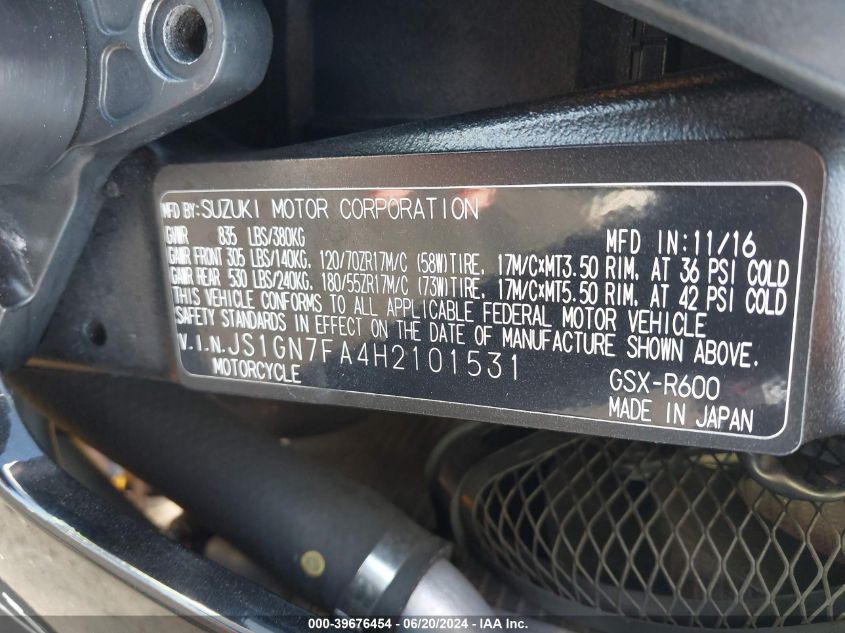 MFD BY: SUZUKI MOTOR CORPORATION
GVWR 835 LBS/380KG MFD IN: 11/16
GAWR FRONT 305 LBS/140KG, 120/70ZR17M/C (58W)TIRE, 17M/C×MT3.50 RIM, AT 36 PSI COLD
GAWR REAR 530 LBS/240KG, 180/55ZR17M/C (73W)TIRE, 17M/C×MT5.50 RIM, AT 42 PSI COLD
THIS VEHICLE CONFORMS TO ALL APPLICABLE FEDERAL MOTOR VEHICLE
SAFETY STANDARDS IN EFFECT ON THE DATE OF MANUFACTURE SHOWN ABOVE.
V.I.N. JS1GN7FA4H2101531
MOTORCYCLE GSX-R600
MADE IN JAPAN
000-39676454 / 06/20/2024 - IAA Inc.